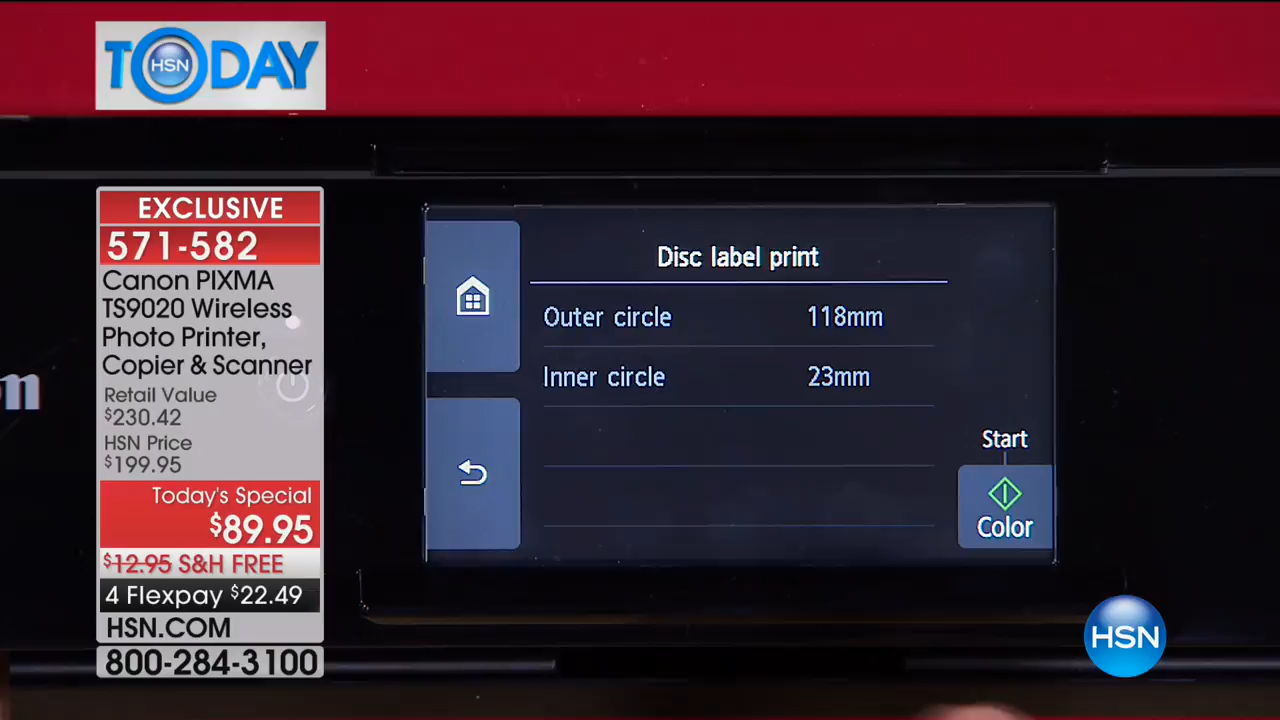 TODAY
HSN
EXCLUSIVE
571-582
Canon PIXMA
TS9020 Wireless
Photo Printer,
Copier & Scanner
Retail Value
$230.42
HSN Price
$199.95
Today's Special
$89.95
$12.95 S&H FREE
4 Flexpay $22.49
HSN.COM
800-284-3100
n
Disc label print
Outer circle 118mm
Inner circle 23mm
Start
Color
HSN